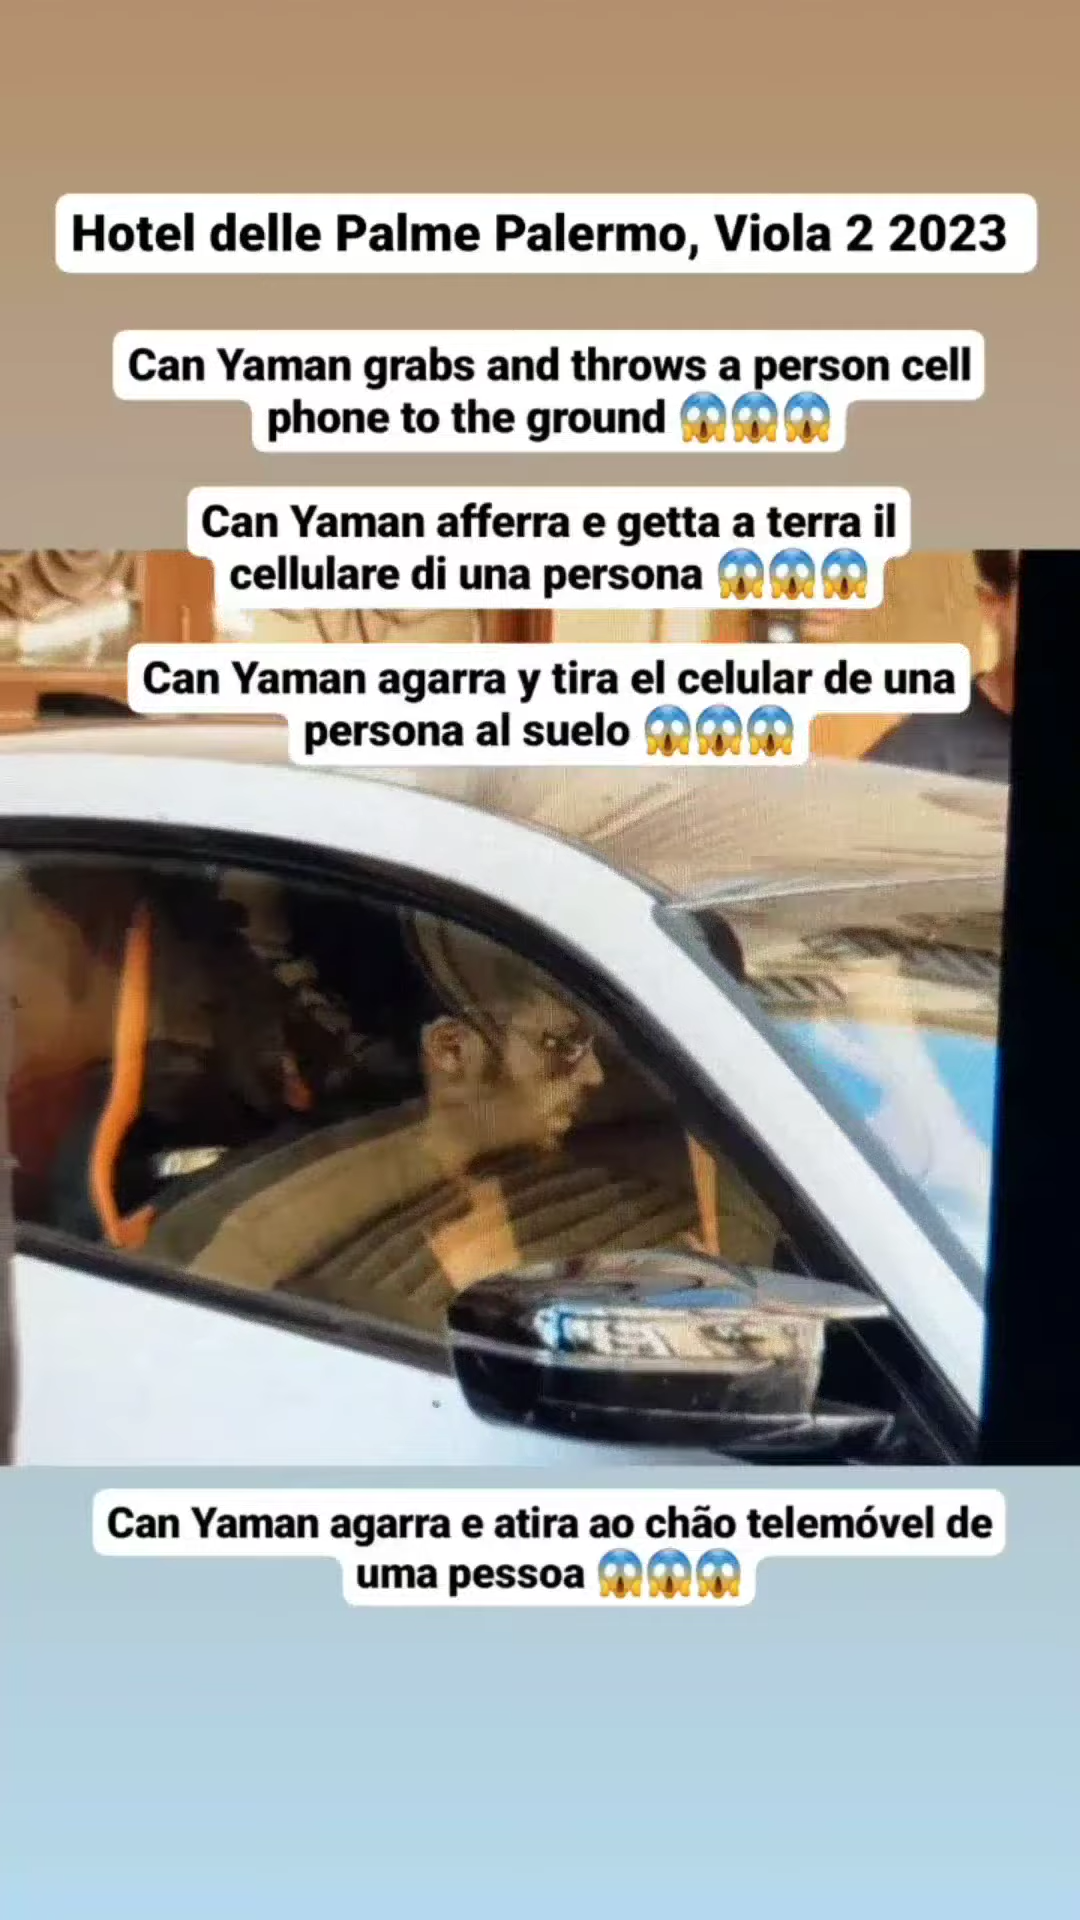 Hotel delle Palme Palermo, Viola 2 2023
Can Yaman grabs and throws a person cell
phone to the ground 😱😱😱
Can Yaman afferra e getta a terra il
cellulare di una persona 😱😱😱
Can Yaman agarra y tira el celular de una
persona al suelo 😱😱😱
Can Yaman agarra e atira ao chão telemóvel de
uma pessoa 😱😱😱